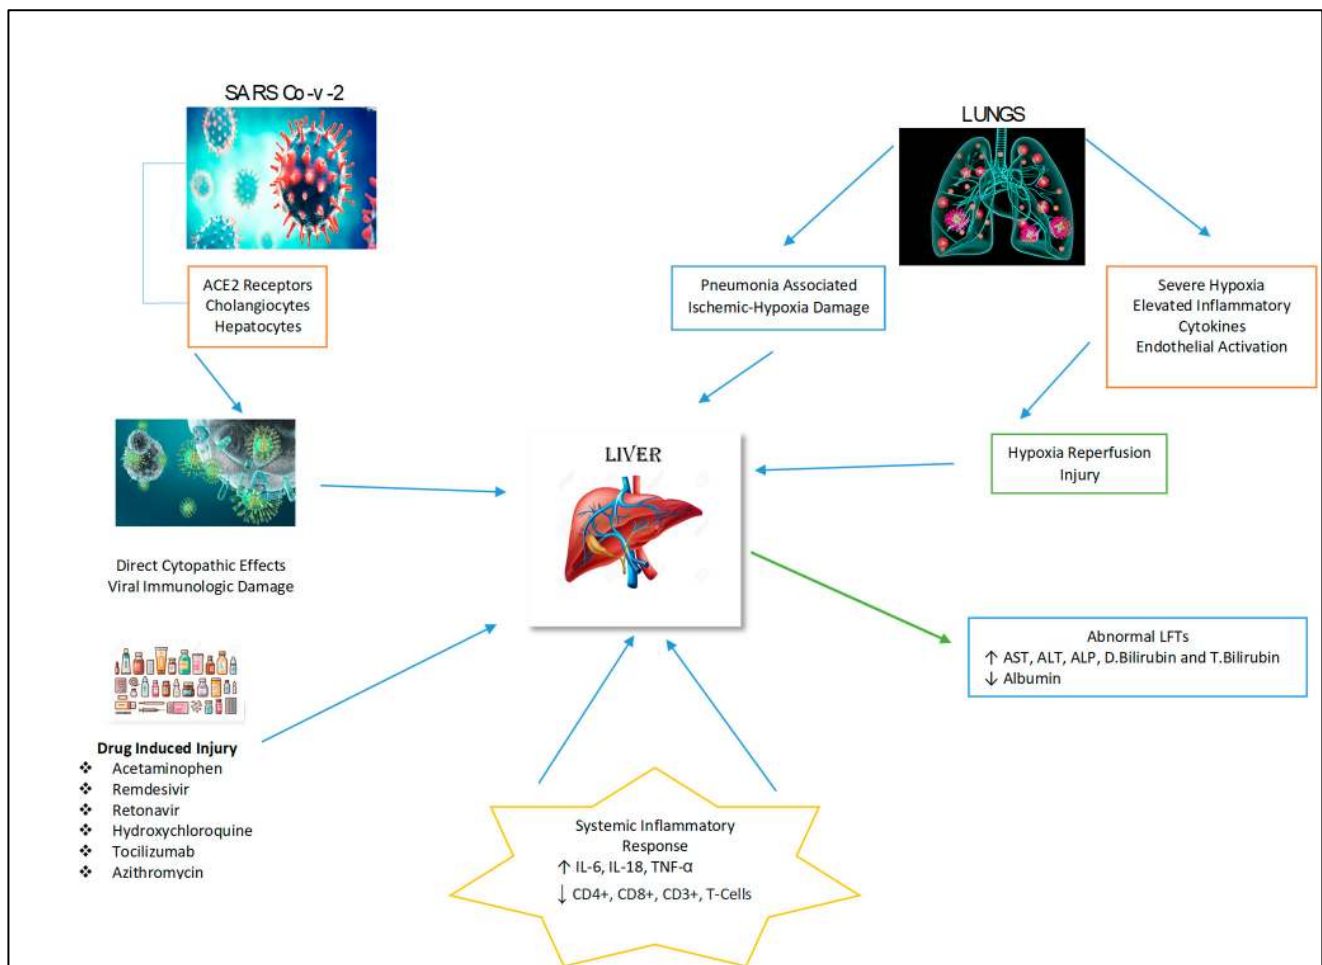 SARS Co-v-2
ACE2 Receptors
Cholangiocytes
Hepatocytes
Direct Cytopathic Effects
Viral Immunologic Damage
Drug Induced Injury
❖ Acetaminophen
❖ Remdesivir
❖ Retonavir
❖ Hydroxychloroquine
❖ Tocilizumab
❖ Azithromycin
LUNGS
Pneumonia Associated
Ischemic-Hypoxia Damage
Severe Hypoxia
Elevated Inflammatory
Cytokines
Endothelial Activation
Hypoxia Reperfusion
Injury
LIVER
Abnormal LFTs
↑ AST, ALT, ALP, D.Bilirubin and T.Bilirubin
↓ Albumin
Systemic Inflammatory
Response
↑ IL-6, IL-18, TNF-α
↓ CD4+, CD8+, CD3+, T-Cells